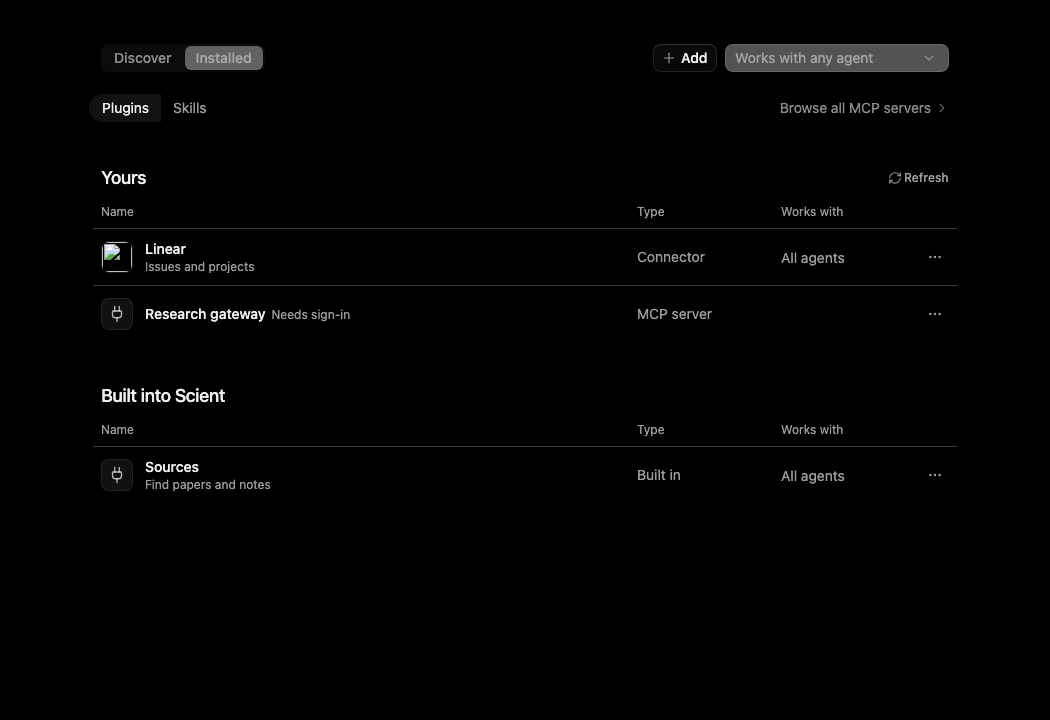 Discover Installed + Add Works with any agent
Plugins Skills Browse all MCP servers
Yours Refresh
Name Type Works with
Linear
Issues and projects Connector All agents
Research gateway Needs sign-in MCP server
Built into Scient
Name Type Works with
Sources
Find papers and notes Built in All agents